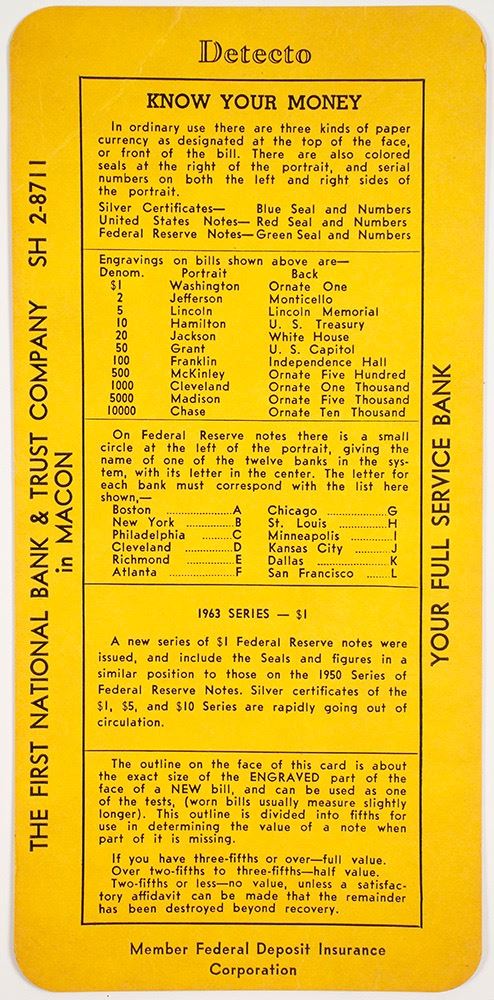 Detecto
KNOW YOUR MONEY
In ordinary use there are three kinds of paper
currency as designated at the top of the face,
or front of the bill. There are also colored
seals at the right of the portrait, and serial
numbers on both the left and right sides of
the portrait.
Silver Certificates— Blue Seal and Numbers
United States Notes— Red Seal and Numbers
Federal Reserve Notes—Green Seal and Numbers
Engravings on bills shown above are—
Denom. Portrait Back
$1 Washington Ornate One
2 Jefferson Monticello
5 Lincoln Lincoln Memorial
10 Hamilton U. S. Treasury
20 Jackson White House
50 Grant U. S. Capitol
100 Franklin Independence Hall
500 McKinley Ornate Five Hundred
1000 Cleveland Ornate One Thousand
5000 Madison Ornate Five Thousand
10000 Chase Ornate Ten Thousand
On Federal Reserve notes there is a small
circle at the left of the portrait, giving the
name of one of the twelve banks in the sys-
tem, with its letter in the center. The letter for
each bank must correspond with the list here
shown,—
Boston ..............A Chicago ..............G
New York ..............B St. Louis ..............H
Philadelphia ........C Minneapolis ..........I
Cleveland ............D Kansas City ..........J
Richmond ............E Dallas ................K
Atlanta ..............F San Francisco ......L
1963 SERIES — $1
A new series of $1 Federal Reserve notes were
issued, and include the Seals and figures in a
similar position to those on the 1950 Series of
Federal Reserve Notes. Silver certificates of the
$1, $5, and $10 Series are rapidly going out of
circulation.
The outline on the face of this card is about
the exact size of the ENGRAVED part of the
face of a NEW bill, and can be used as one
of the tests, (worn bills usually measure slightly
longer). This outline is divided into fifths for
use in determining the value of a note when
part of it is missing.
If you have three-fifths or over—full value.
Over two-fifths to three-fifths—half value.
Two-fifths or less—no value, unless a satisfac-
tory affidavit can be made that the remainder
has been destroyed beyond recovery.
Member Federal Deposit Insurance
Corporation
THE FIRST NATIONAL BANK & TRUST COMPANY SH 2-8711
in MACON
YOUR FULL SERVICE BANK